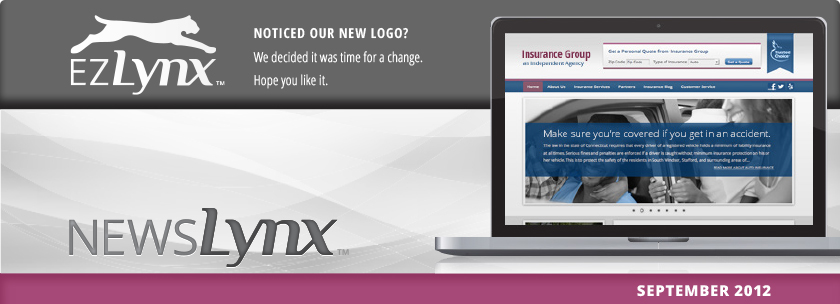 EZLynx™
NOTICED OUR NEW LOGO?
We decided it was time for a change.
Hope you like it.
Insurance Group
an Independent Agency
Get a Personal Quote from Insurance Group
Zip Code Zip Code Type of Insurance Auto Get a Quote
Trusted
Choice
Home About Us Insurance Services Partners Insurance Blog Customer Service
Make sure you're covered if you get in an accident.
The law in the state of Connecticut requires that every driver of a registered vehicle holds a minimum of liability insurance
at all times. Serious fines and penalties are enforced if a driver is caught without minimum insurance protection on his or
her vehicle. This is to protect the safety of the residents in South Windsor, Stafford, and surrounding areas of...
READ MORE ABOUT AUTO INSURANCE
NEWSLynx™
SEPTEMBER 2012